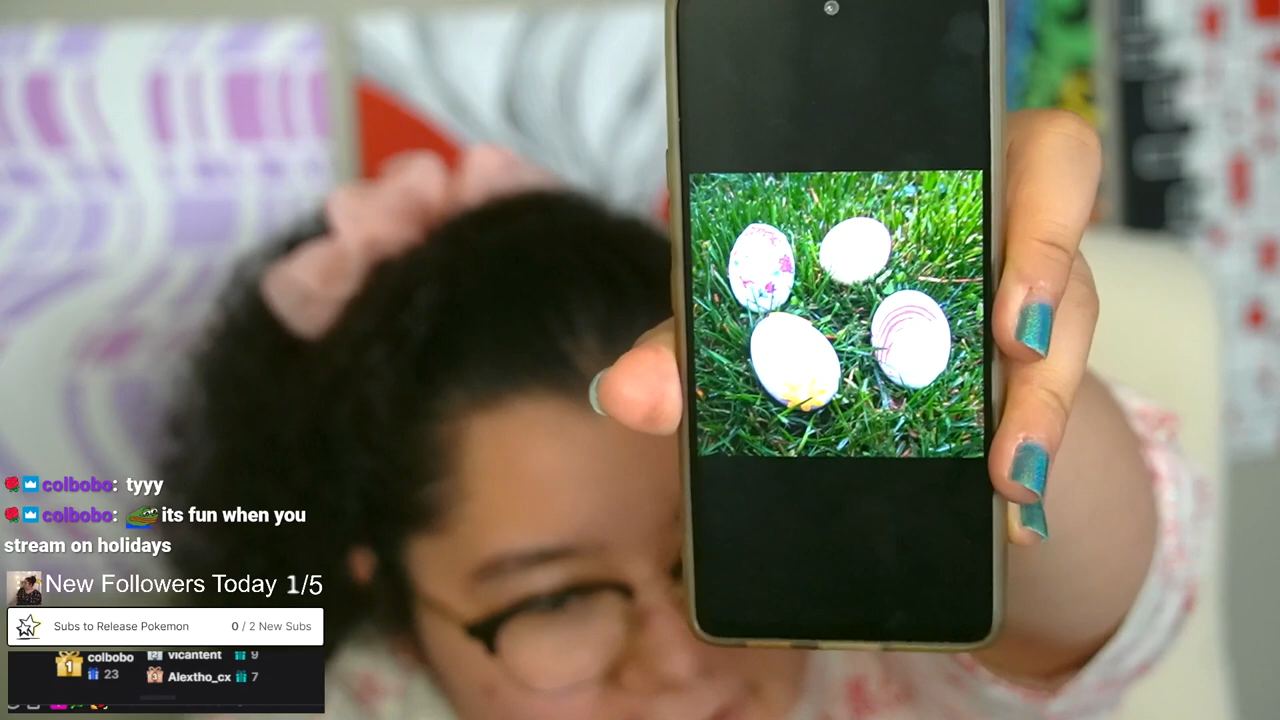 colbobo: tyyy
colbobo: its fun when you
stream on holidays
New Followers Today 1/5
Subs to Release Pokemon 0 / 2 New Subs
1 colbobo 23
vicantent 9
Alextho_cx 7